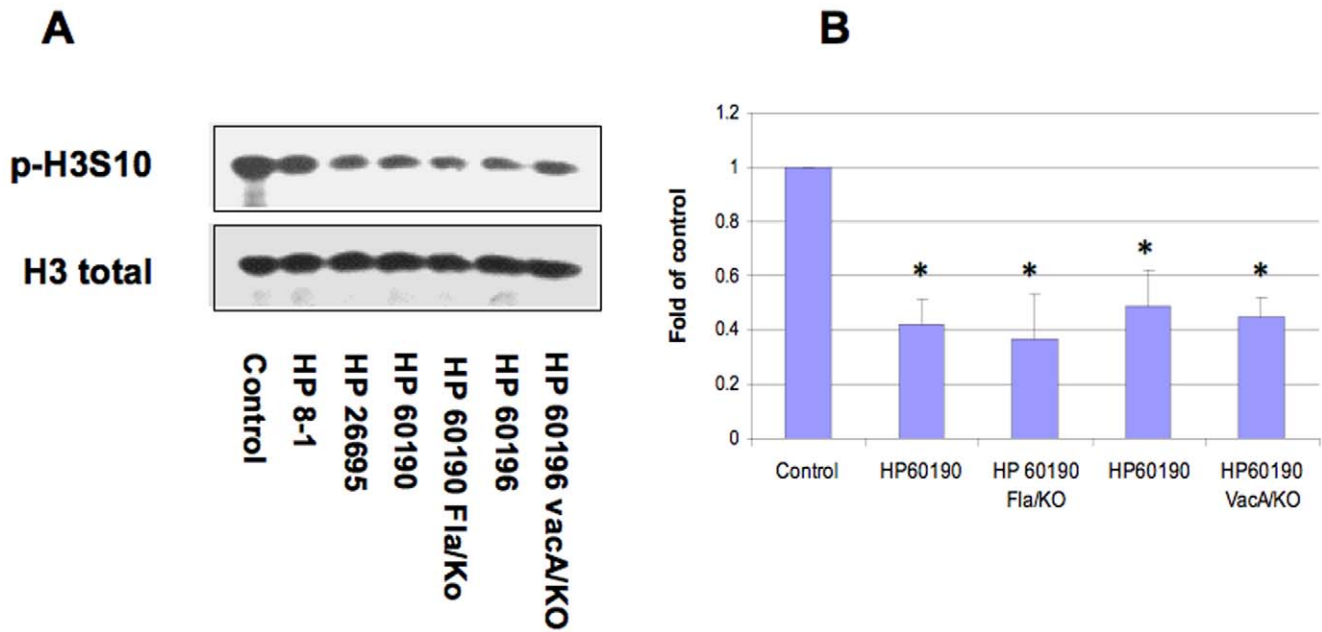 A
B
p-H3S10
H3 total
Control
HP 8-1
HP 26695
HP 60190
HP 60190 Fla/Ko
HP 60196
HP 60196 vacA/KO
Fold of control
1.2
1
0.8
0.6
0.4
0.2
0
*
*
*
*
Control
HP60190
HP 60190
Fla/KO
HP60190
HP60190
VacA/KO